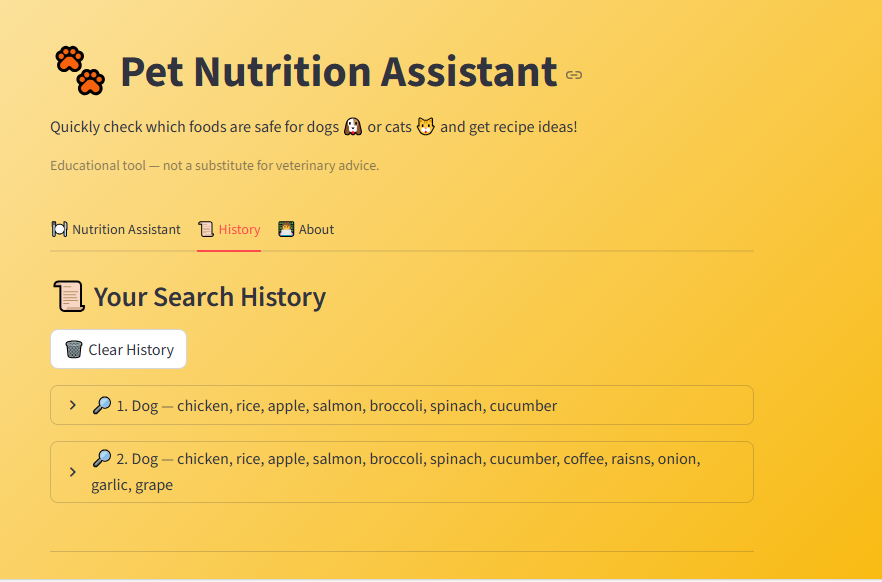 Pet Nutrition Assistant
Quickly check which foods are safe for dogs 🐶 or cats 🐱 and get recipe ideas!
Educational tool — not a substitute for veterinary advice.
Nutrition Assistant History About
Your Search History
Clear History
1. Dog — chicken, rice, apple, salmon, broccoli, spinach, cucumber
2. Dog — chicken, rice, apple, salmon, broccoli, spinach, cucumber, coffee, raisns, onion,
garlic, grape